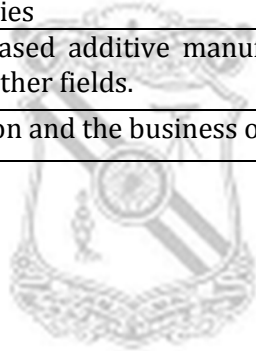 ies
ased additive manu
ther fields.
on and the business o